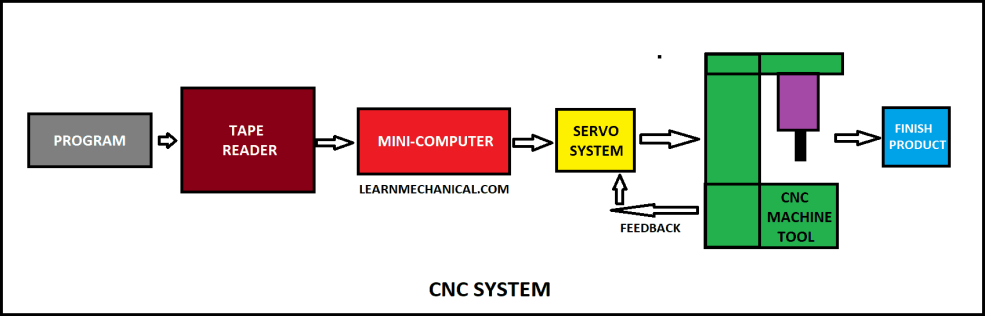 PROGRAM
TAPE
READER
MINI-COMPUTER
LEARNMECHANICAL.COM
SERVO
SYSTEM
FEEDBACK
CNC
MACHINE
TOOL
FINISH
PRODUCT
CNC SYSTEM